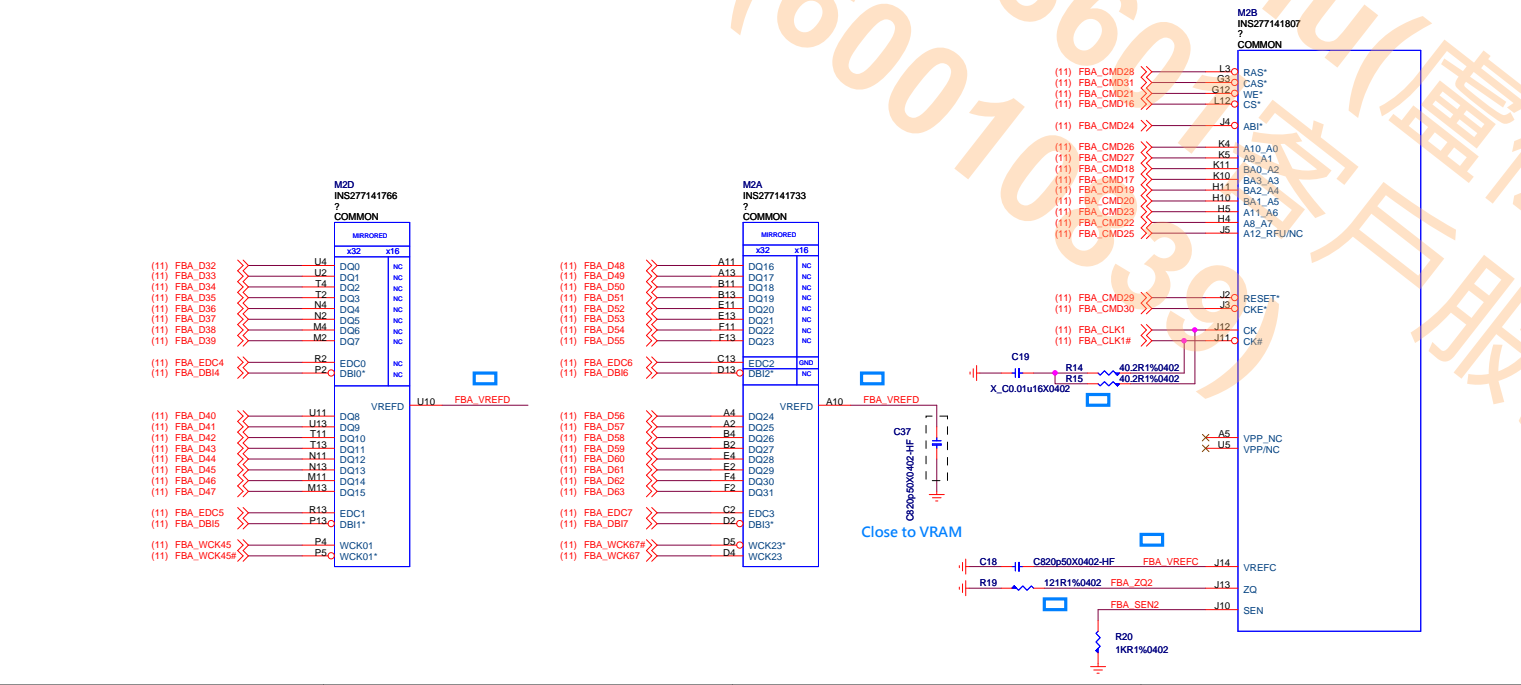 M2B
INS277141807
?
COMMON
(11) FBA_CMD28 L3 RAS*
(11) FBA_CMD31 G3 CAS*
(11) FBA_CMD21 G12 WE*
(11) FBA_CMD16 L12 CS*
(11) FBA_CMD24 J4 ABI*
(11) FBA_CMD26 K4 A10_A0
(11) FBA_CMD27 K5 A9_A1
(11) FBA_CMD18 K11 BA0_A2
(11) FBA_CMD17 K10 BA3_A3
(11) FBA_CMD19 H11 BA2_A4
(11) FBA_CMD20 H10 BA1_A5
(11) FBA_CMD23 H5 A11_A6
(11) FBA_CMD22 H4 A8_A7
(11) FBA_CMD25 J5 A12_RFU/NC
(11) FBA_CMD29 J2 RESET*
(11) FBA_CMD30 J3 CKE*
(11) FBA_CLK1 J12 CK
(11) FBA_CLK1# J11 CK#
C19
X_C0.01u16X0402
R14 40.2R1%0402
R15 40.2R1%0402
A5 VPP_NC
U5 VPP/NC
C18 C820p50X0402-HF FBA_VREFC J14 VREFC
R19 121R1%0402 FBA_ZQ2 J13 ZQ
FBA_SEN2 J10 SEN
R20
1KR1%0402
M2D
INS277141766
?
COMMON
MIRRORED
x32 x16
(11) FBA_D32 U4 DQ0 NC
(11) FBA_D33 U2 DQ1 NC
(11) FBA_D34 T4 DQ2 NC
(11) FBA_D35 T2 DQ3 NC
(11) FBA_D36 N4 DQ4 NC
(11) FBA_D37 N2 DQ5 NC
(11) FBA_D38 M4 DQ6 NC
(11) FBA_D39 M2 DQ7 NC
(11) FBA_EDC4 R2 EDC0 NC
(11) FBA_DBI4 P2 DBI0* NC
VREFD U10 FBA_VREFD
(11) FBA_D40 U11 DQ8
(11) FBA_D41 U13 DQ9
(11) FBA_D42 T11 DQ10
(11) FBA_D43 T13 DQ11
(11) FBA_D44 N11 DQ12
(11) FBA_D45 N13 DQ13
(11) FBA_D46 M11 DQ14
(11) FBA_D47 M13 DQ15
(11) FBA_EDC5 R13 EDC1
(11) FBA_DBI5 P13 DBI1*
(11) FBA_WCK45 P4 WCK01
(11) FBA_WCK45# P5 WCK01*
M2A
INS277141733
?
COMMON
MIRRORED
x32 x16
(11) FBA_D48 A11 DQ16 NC
(11) FBA_D49 A13 DQ17 NC
(11) FBA_D50 B11 DQ18 NC
(11) FBA_D51 B13 DQ19 NC
(11) FBA_D52 E11 DQ20 NC
(11) FBA_D53 E13 DQ21 NC
(11) FBA_D54 F11 DQ22 NC
(11) FBA_D55 F13 DQ23 NC
(11) FBA_EDC6 C13 EDC2 GND
(11) FBA_DBI6 D13 DBI2* NC
VREFD A10 FBA_VREFD
(11) FBA_D56 A4 DQ24
(11) FBA_D57 A2 DQ25
(11) FBA_D58 B4 DQ26
(11) FBA_D59 B2 DQ27
(11) FBA_D60 E4 DQ28
(11) FBA_D61 E2 DQ29
(11) FBA_D62 F4 DQ30
(11) FBA_D63 F2 DQ31
(11) FBA_EDC7 C2 EDC3
(11) FBA_DBI7 D2 DBI3*
(11) FBA_WCK67# D5 WCK23*
(11) FBA_WCK67 D4 WCK23
C37
C820p50X0402-HF
Close to VRAM